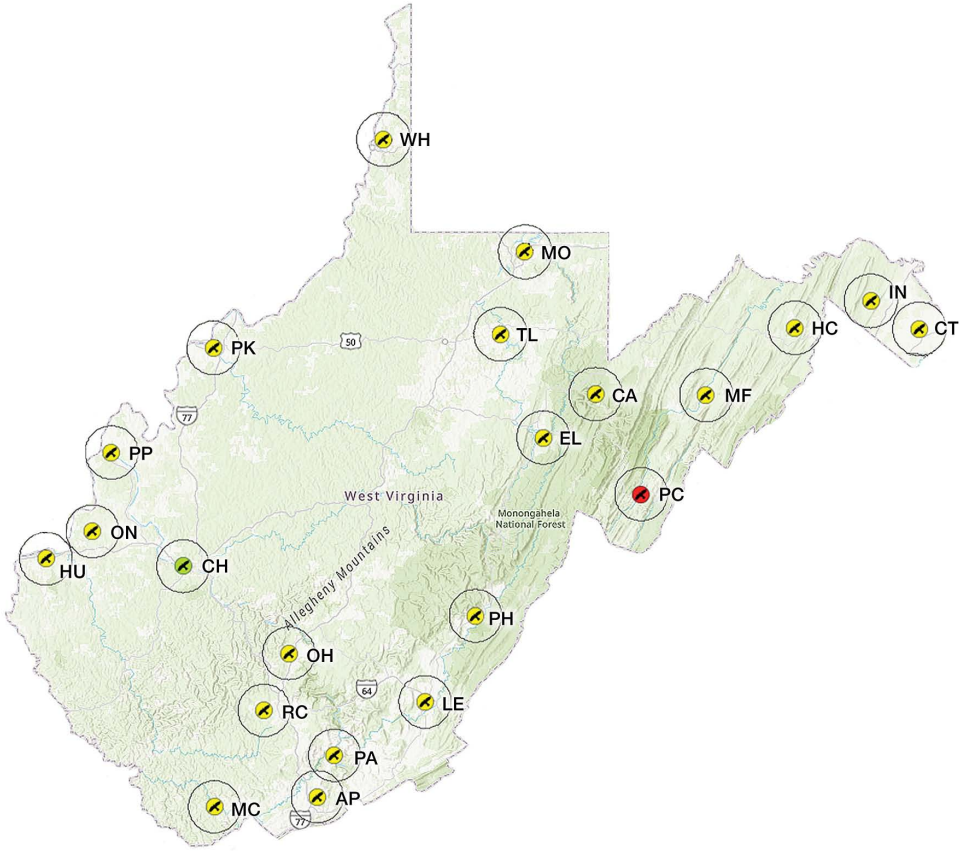 WH
MO
IN
HC
CT
TL
50
PK
CA
MF
77
EL
PP
West Virginia
PC
Monongahela
National Forest
ON
Allegheny Mountains
CH
HU
PH
OH
64
LE
RC
PA
AP
MC
77